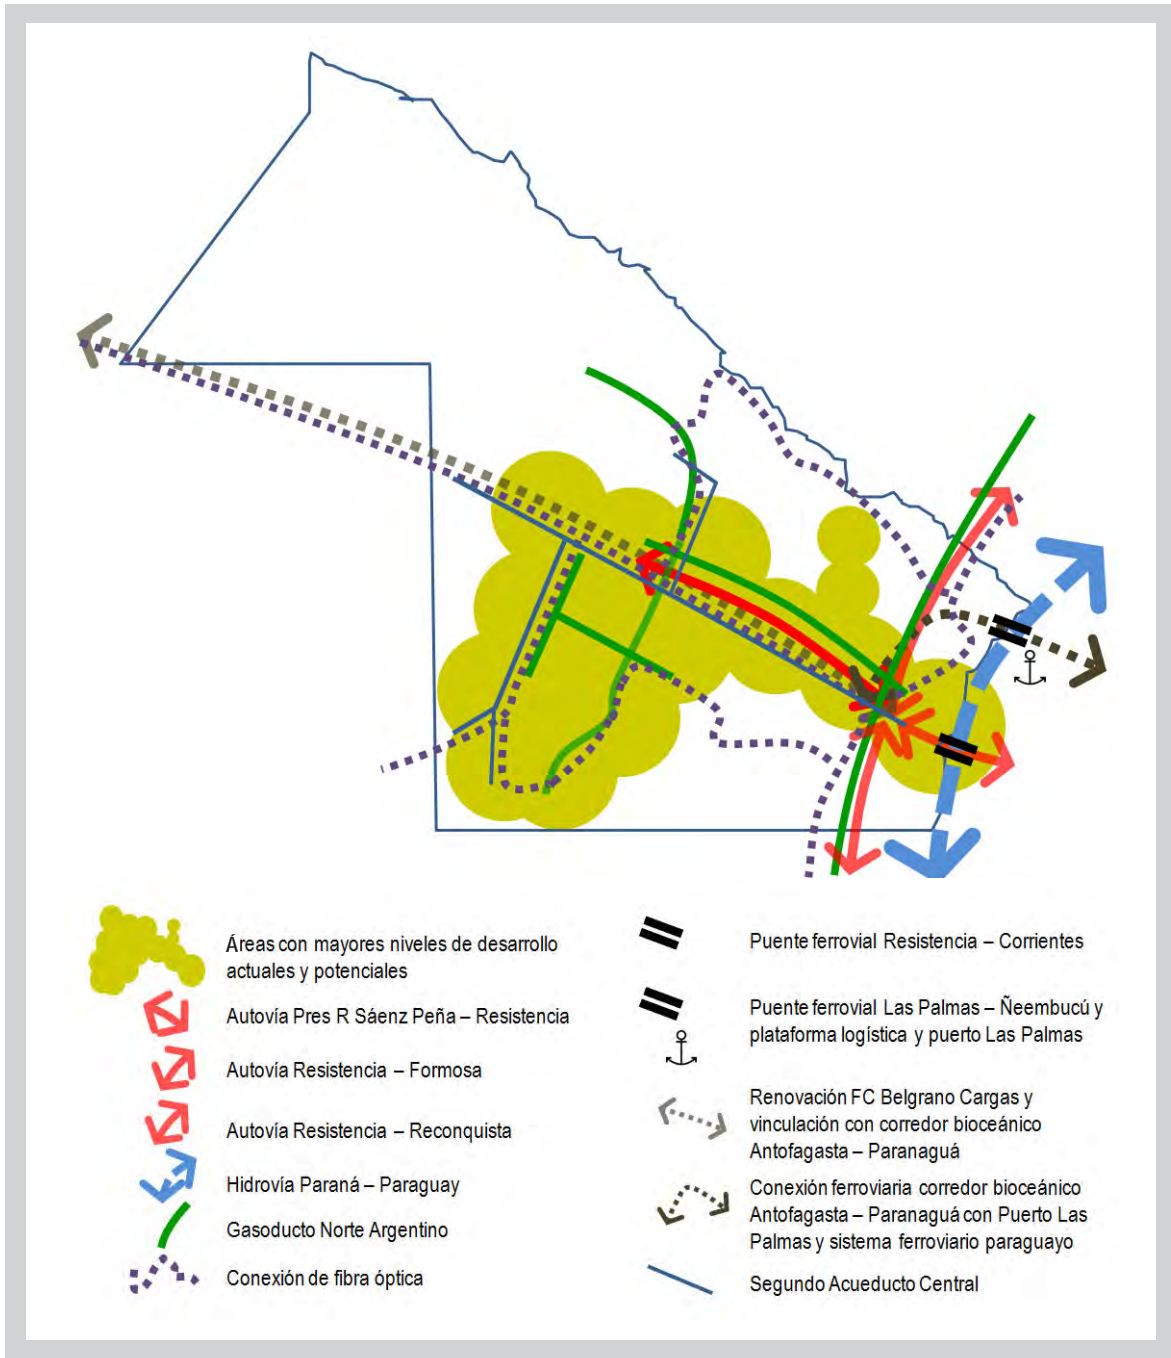 Áreas con mayores niveles de desarrollo
actuales y potenciales
Autovía Pres R Sáenz Peña – Resistencia
Autovía Resistencia – Formosa
Autovía Resistencia – Reconquista
Hidrovía Paraná – Paraguay
Gasoducto Norte Argentino
Conexión de fibra óptica
Puente ferrovial Resistencia – Corrientes
Puente ferrovial Las Palmas – Ñeembucú y
plataforma logística y puerto Las Palmas
Renovación FC Belgrano Cargas y
vinculación con corredor bioceánico
Antofagasta – Paranaguá
Conexión ferroviaria corredor bioceánico
Antofagasta – Paranaguá con Puerto Las
Palmas y sistema ferroviario paraguayo
Segundo Acueducto Central